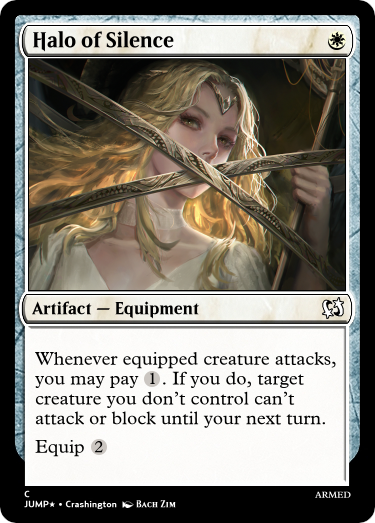 Halo of Silence
Artifact — Equipment
Whenever equipped creature attacks,
you may pay 1. If you do, target
creature you don't control can't
attack or block until your next turn.
Equip 2
C
ARMED
JUMP★ • Crashington Bach Zim